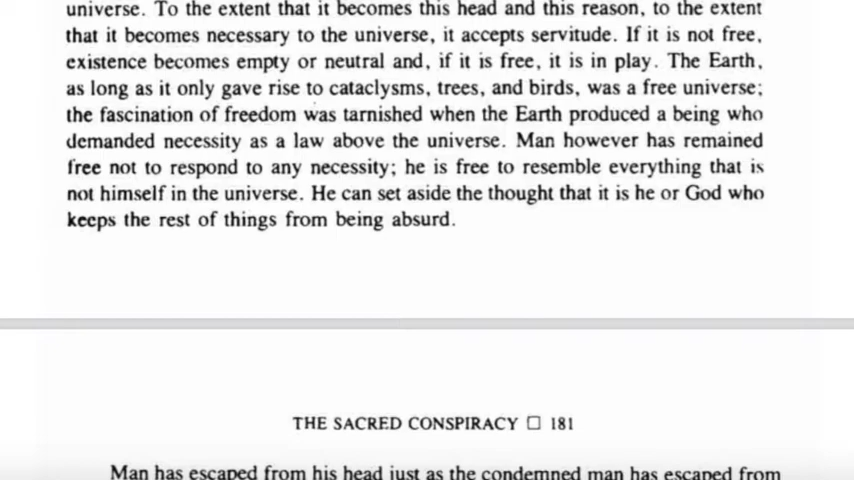 universe. To the extent that it becomes this head and this reason, to the extent
that it becomes necessary to the universe, it accepts servitude. If it is not free,
existence becomes empty or neutral and, if it is free, it is in play. The Earth,
as long as it only gave rise to cataclysms, trees, and birds, was a free universe;
the fascination of freedom was tarnished when the Earth produced a being who
demanded necessity as a law above the universe. Man however has remained
free not to respond to any necessity; he is free to resemble everything that is
not himself in the universe. He can set aside the thought that it is he or God who
keeps the rest of things from being absurd.
THE SACRED CONSPIRACY □ 181
Man has escaped from his head just as the condemned man has escaped from